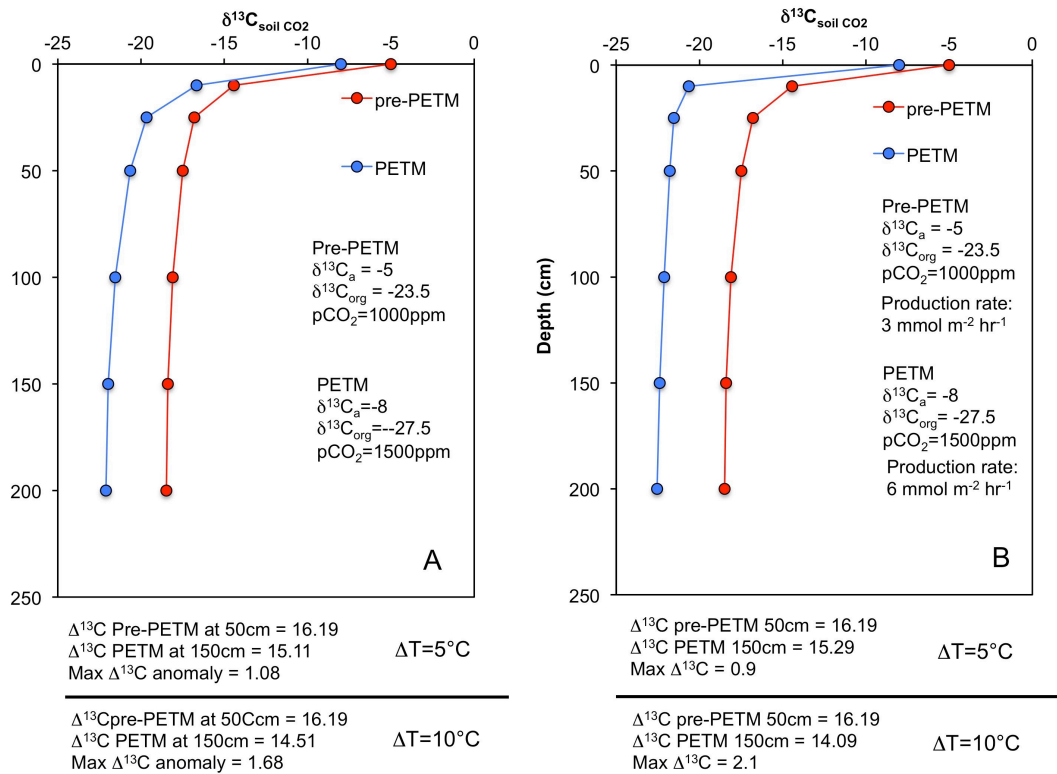 δ13Csoil CO2
-25 -20 -15 -10 -5 0
0
50
100
150
200
250
pre-PETM
PETM
Pre-PETM
δ13Ca = -5
δ13Corg = -23.5
pCO2=1000ppm
PETM
δ13Ca=-8
δ13Corg=--27.5
pCO2=1500ppm
A
Δ13C Pre-PETM at 50cm = 16.19
Δ13C PETM at 150cm = 15.11
Max Δ13C anomaly = 1.08
ΔT=5°C
Δ13Cpre-PETM at 50Ccm = 16.19
Δ13C PETM at 150cm = 14.51
Max Δ13C anomaly = 1.68
ΔT=10°C
δ13Csoil CO2
-25 -20 -15 -10 -5 0
Depth (cm)
0
50
100
150
200
250
pre-PETM
PETM
Pre-PETM
δ13Ca = -5
δ13Corg = -23.5
pCO2=1000ppm
Production rate:
3 mmol m-2 hr-1
PETM
δ13Ca = -8
δ13Corg = -27.5
pCO2=1500ppm
Production rate:
6 mmol m-2 hr-1
B
Δ13C pre-PETM 50cm = 16.19
Δ13C PETM 150cm = 15.29
Max Δ13C = 0.9
ΔT=5°C
Δ13C pre-PETM 50cm = 16.19
Δ13C PETM 150cm = 14.09
Max Δ13C = 2.1
ΔT=10°C